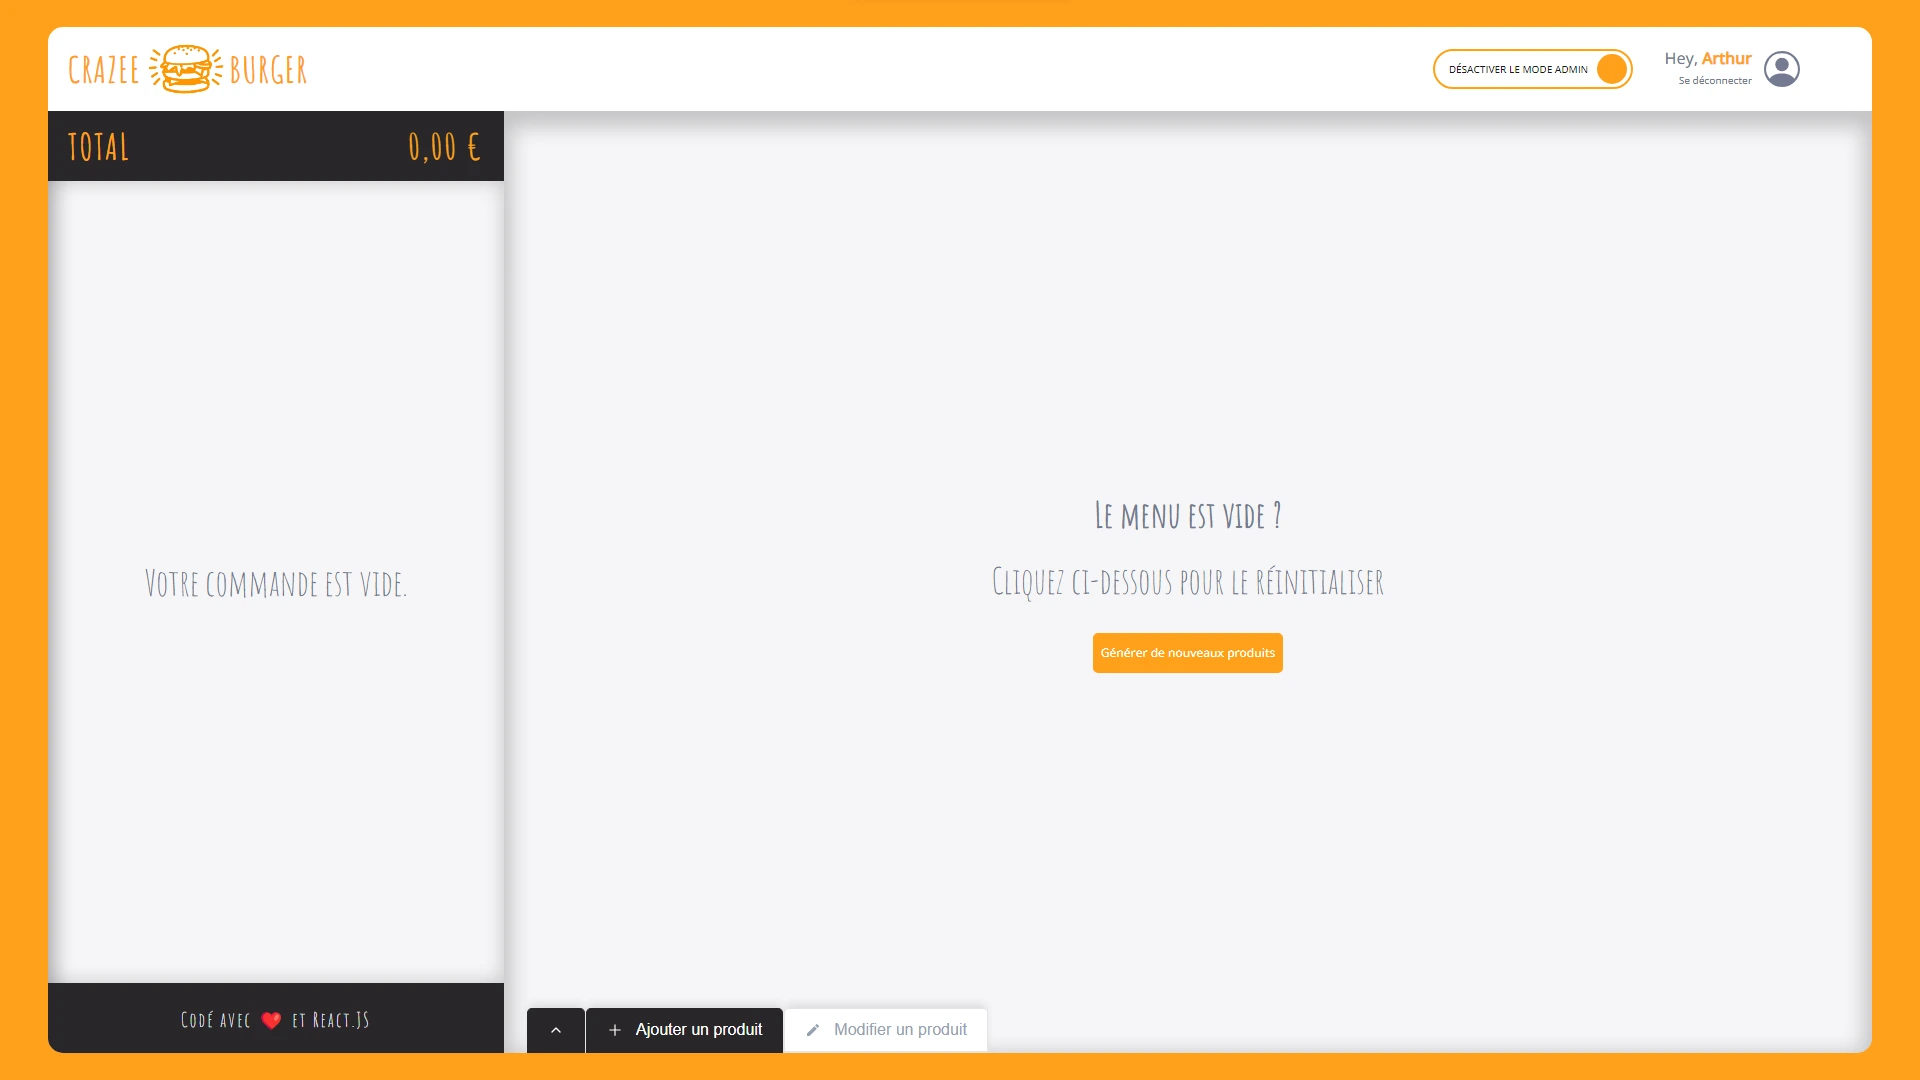 CRAZEE BURGER
DÉSACTIVER LE MODE ADMIN
Hey, Arthur
Se déconnecter
TOTAL 0,00 €
Votre commande est vide.
Le menu est vide ?
Cliquez ci-dessous pour le réinitialiser
Générer de nouveaux produits
Codé avec ❤️ et React.JS
Ajouter un produit
Modifier un produit